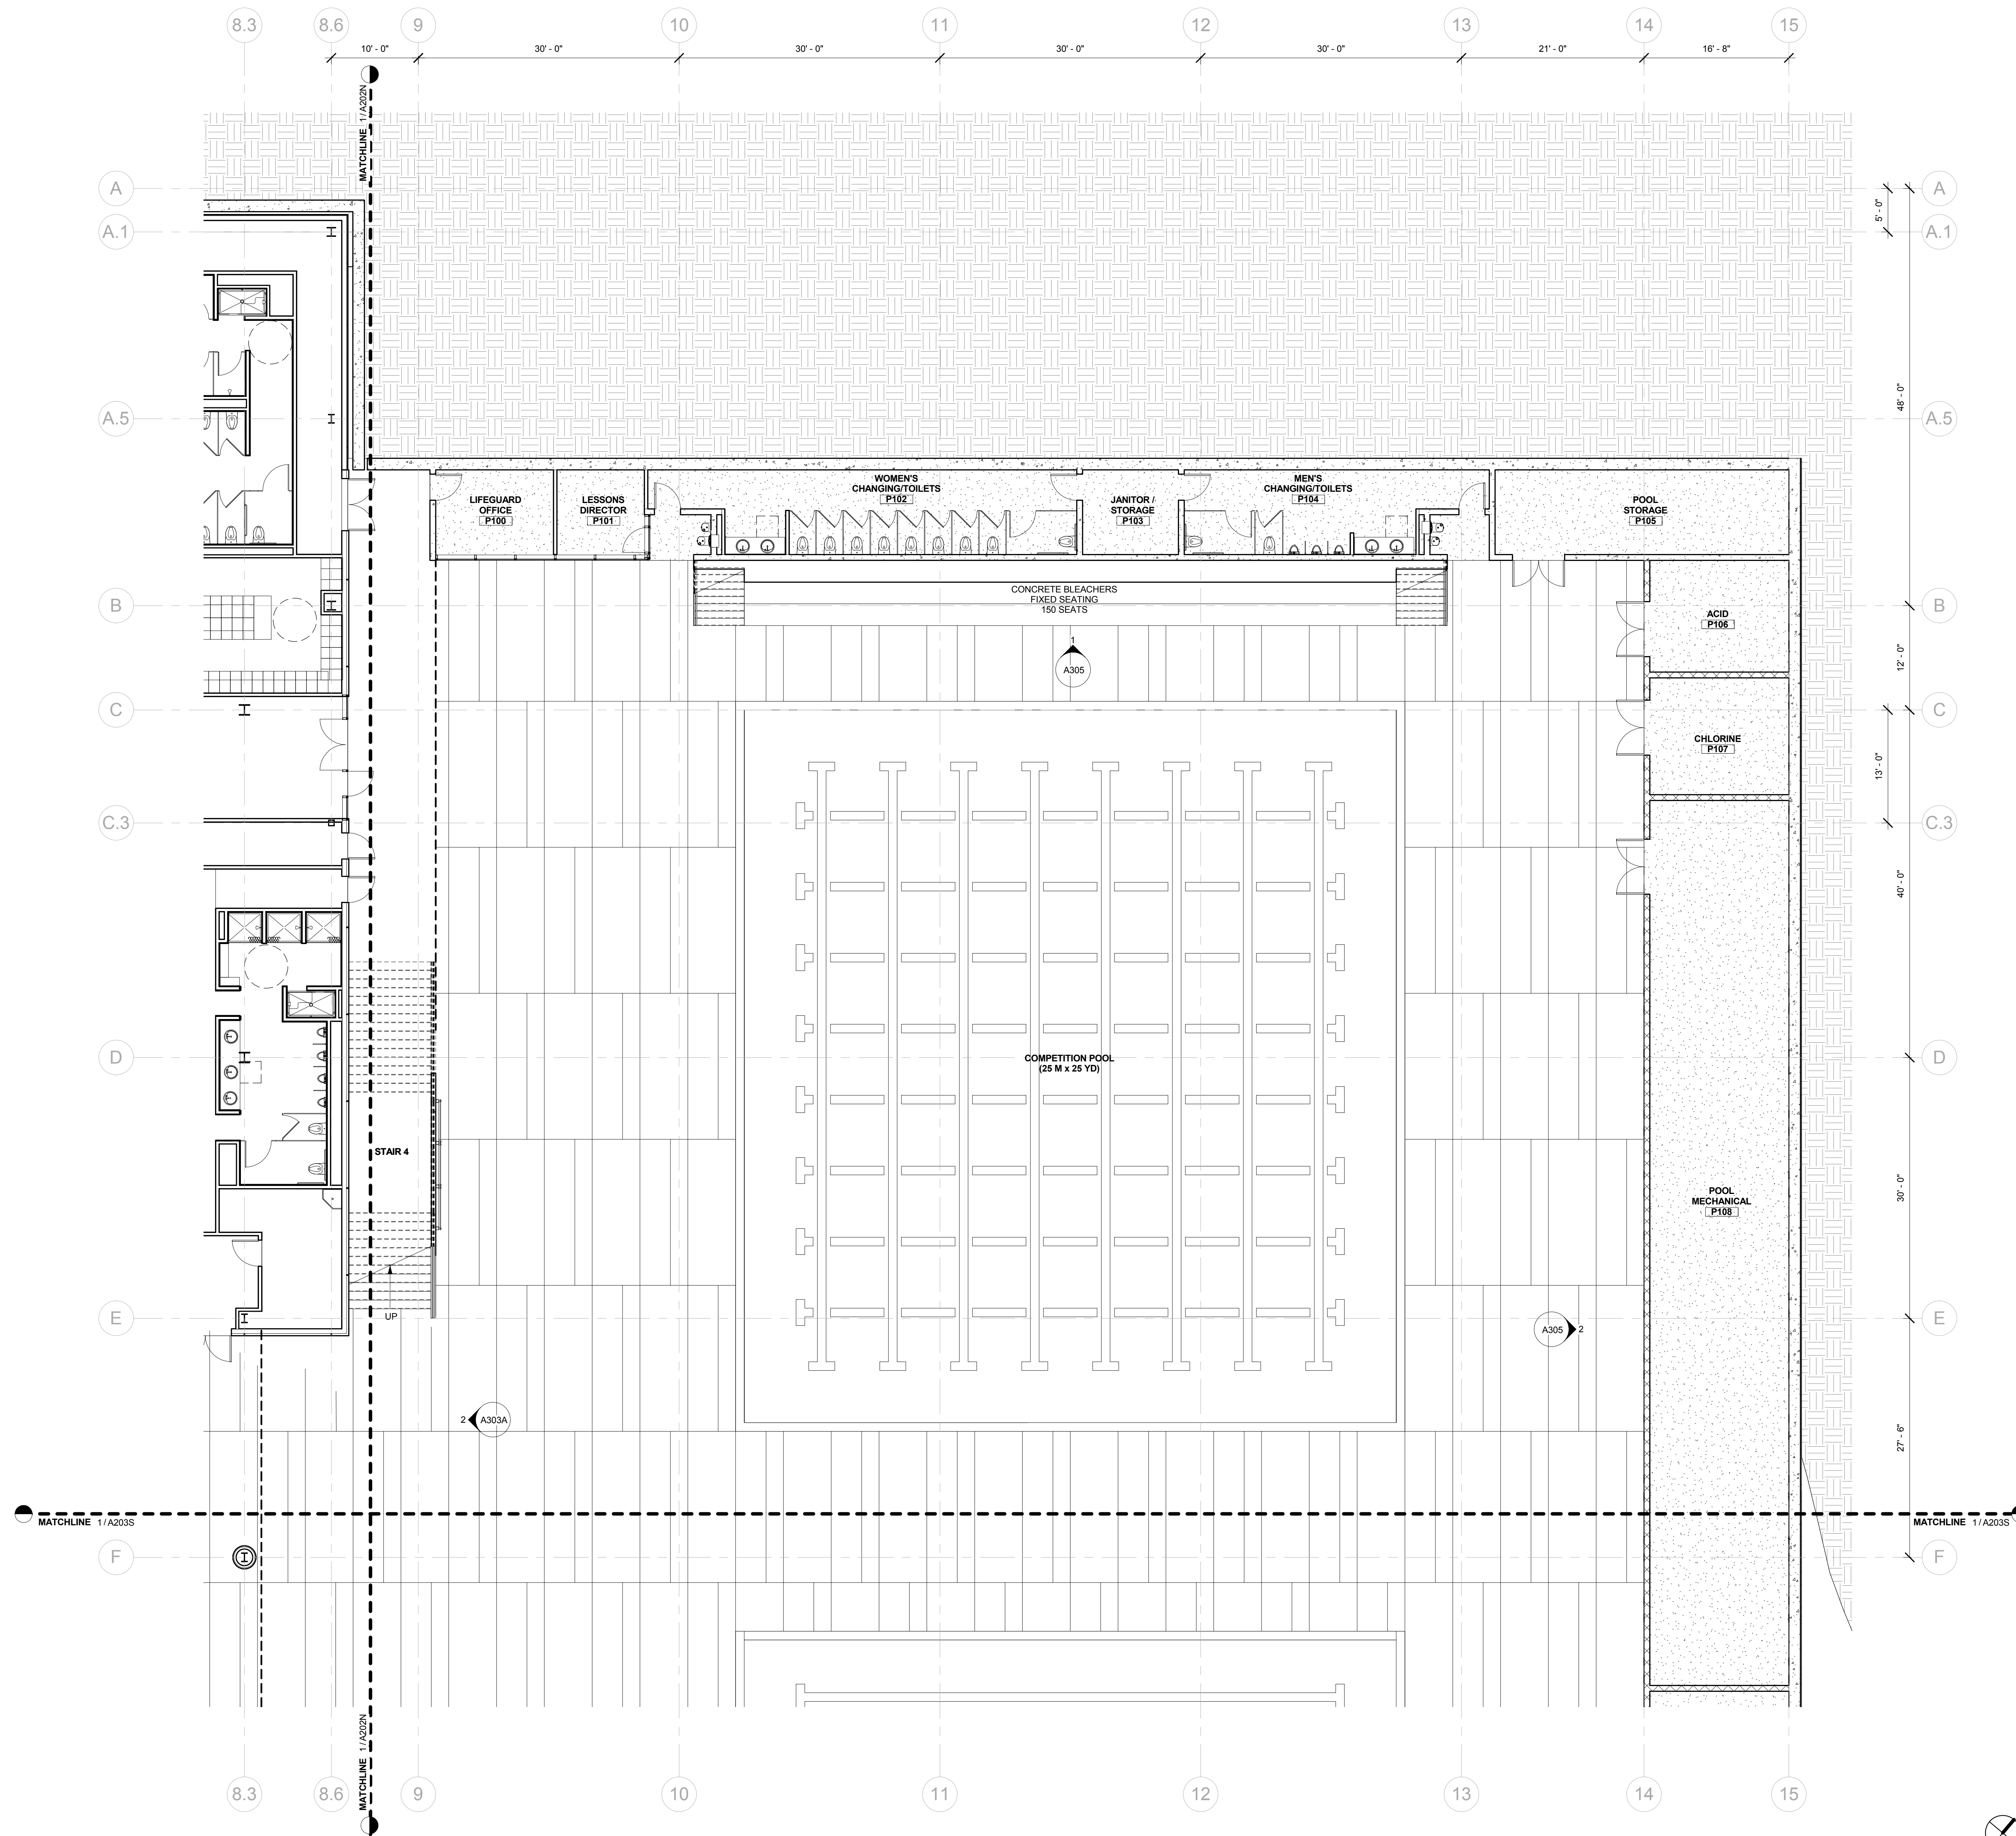 8.3
8.6
9
10
11
12
13
14
15
10' - 0"
30' - 0"
30' - 0"
30' - 0"
30' - 0"
21' - 0"
16' - 8"
MATCHLINE 1 / A202N
A
A
5' - 0"
A.1
A.1
48' - 0"
A.5
A.5
LIFEGUARD
OFFICE
P100
LESSONS
DIRECTOR
P101
WOMEN'S
CHANGING/TOILETS
P102
JANITOR /
STORAGE
P103
MEN'S
CHANGING/TOILETS
P104
POOL
STORAGE
P105
CONCRETE BLEACHERS
FIXED SEATING
150 SEATS
B
B
ACID
P106
1
A305
12' - 0"
C
C
CHLORINE
P107
13' - 0"
C.3
C.3
40' - 0"
D
D
COMPETITION POOL
(25 M x 25 YD)
STAIR 4
POOL
MECHANICAL
P108
30' - 0"
UP
E
E
A305
2
2
A303A
27' - 6"
MATCHLINE 1 / A203S
MATCHLINE 1 / A203S
F
F
MATCHLINE 1 / A202N
8.3
8.6
9
10
11
12
13
14
15